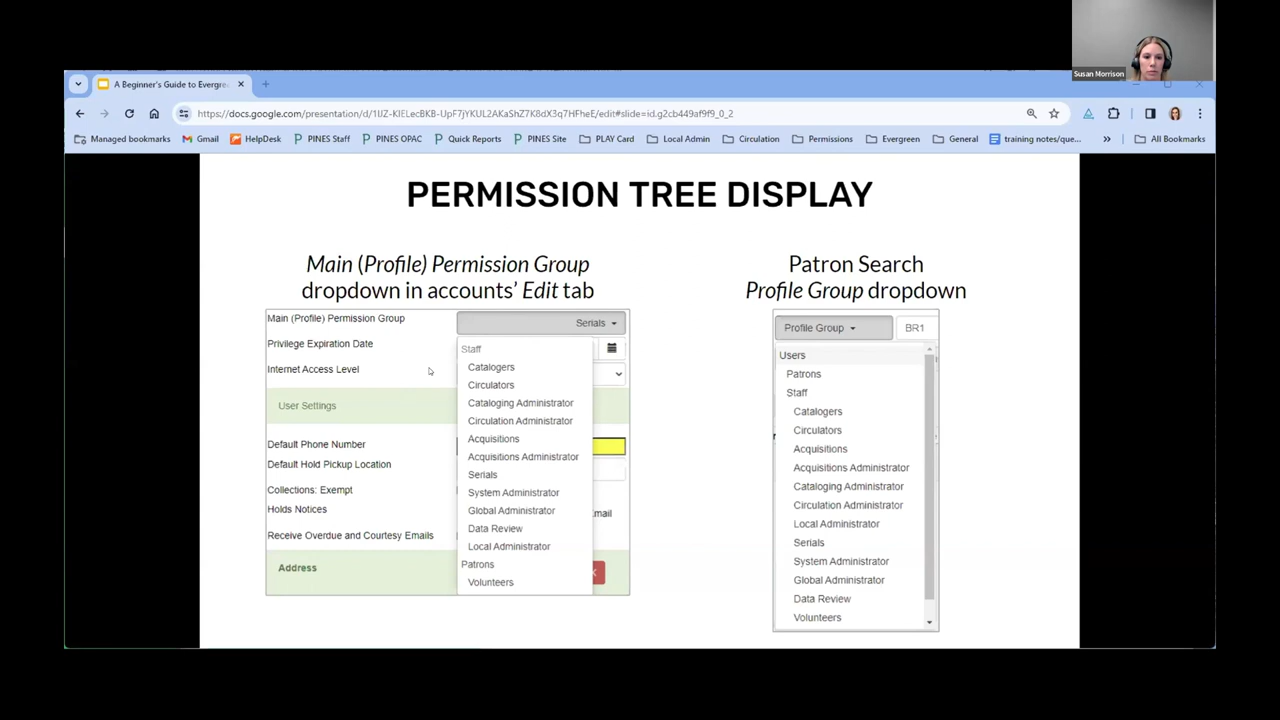 Susan Morrison
A Beginner's Guide to Evergre
https://docs.google.com/presentation/d/1UZ-KIELecBKB-UpF7jYKUL2AKaShZ7K8dX3q7HFheE/edit#slide=id.g2cb449af9f9_0_2
Managed bookmarks Gmail HelpDesk PINES Staff PINES OPAC Quick Reports PINES Site PLAY Card Local Admin Circulation Permissions Evergreen General training notes/que... » All Bookmarks
PERMISSION TREE DISPLAY
Main (Profile) Permission Group
dropdown in accounts' Edit tab
Main (Profile) Permission Group
Serials
Privilege Expiration Date
Internet Access Level
User Settings
Default Phone Number
Default Hold Pickup Location
Collections: Exempt
Holds Notices
mail
Receive Overdue and Courtesy Emails
Address
Staff
Catalogers
Circulators
Cataloging Administrator
Circulation Administrator
Acquisitions
Acquisitions Administrator
Serials
System Administrator
Global Administrator
Data Review
Local Administrator
Patrons
Volunteers
Patron Search
Profile Group dropdown
Profile Group BR1
Users
Patrons
Staff
Catalogers
Circulators
Acquisitions
Acquisitions Administrator
Cataloging Administrator
Circulation Administrator
Local Administrator
Serials
System Administrator
Global Administrator
Data Review
Volunteers